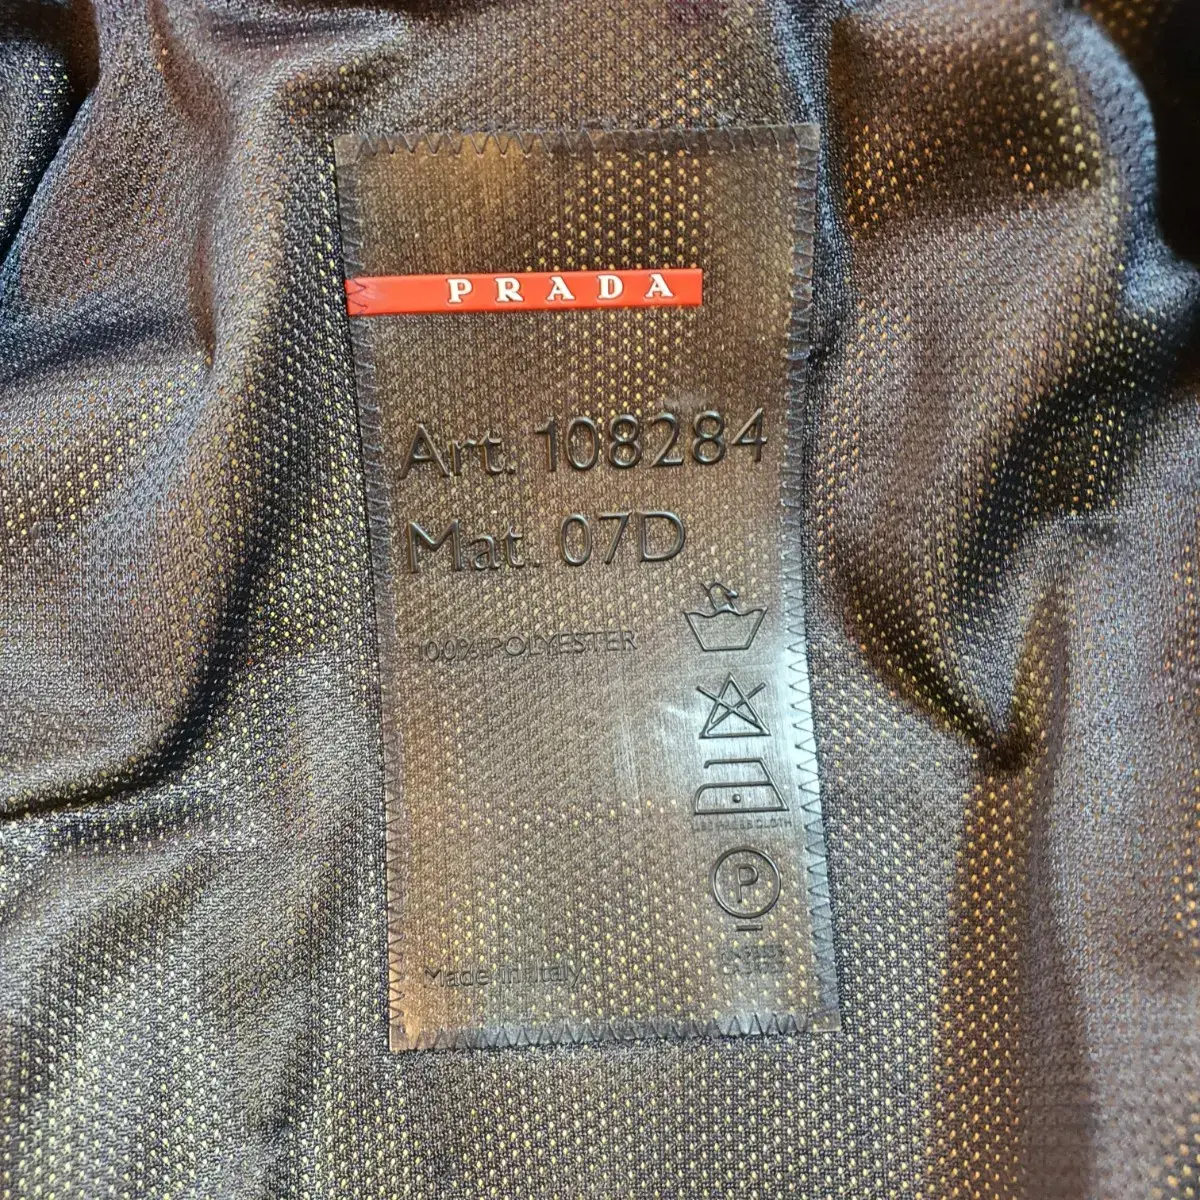 PRADA
Art. 108284
Mat. 07D
100% POLYESTER
P
Made in Italy